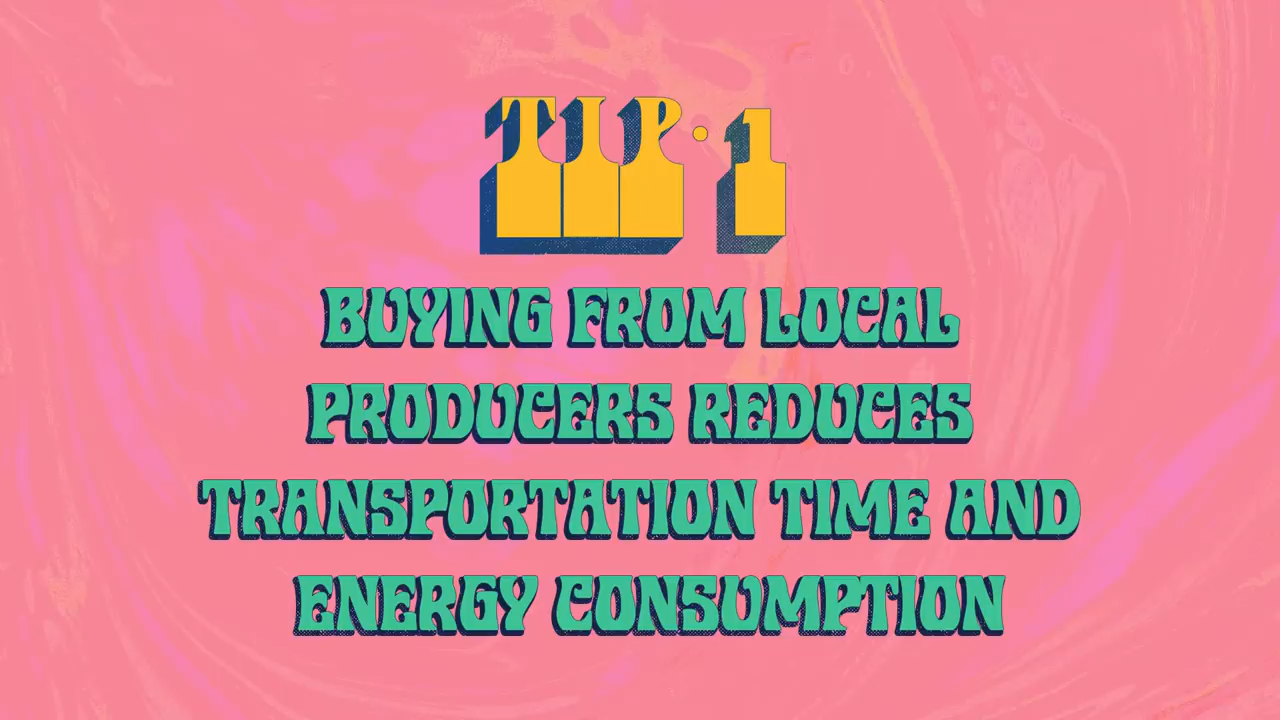 TIP · 1
BUYING FROM LOCAL
PRODUCERS REDUCES
TRANSPORTATION TIME AND
ENERGY CONSUMPTION